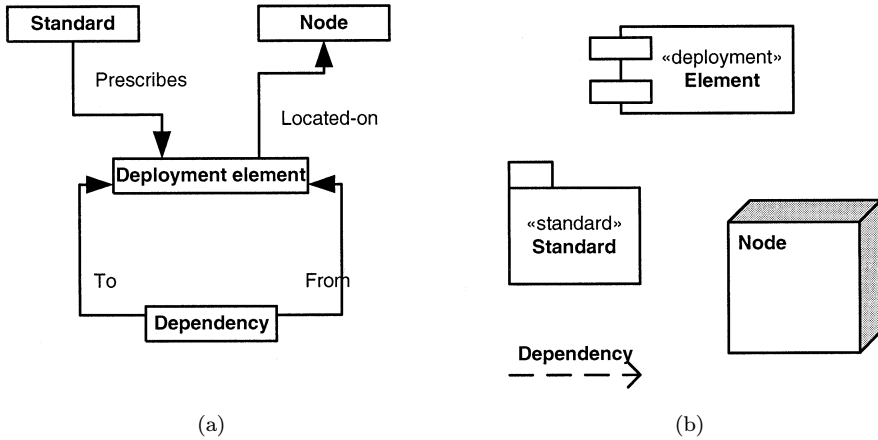 Standard
Node
Prescribes
Located-on
Deployment element
To
From
Dependency
(a)
«deployment»
Element
«standard»
Standard
Node
Dependency
(b)